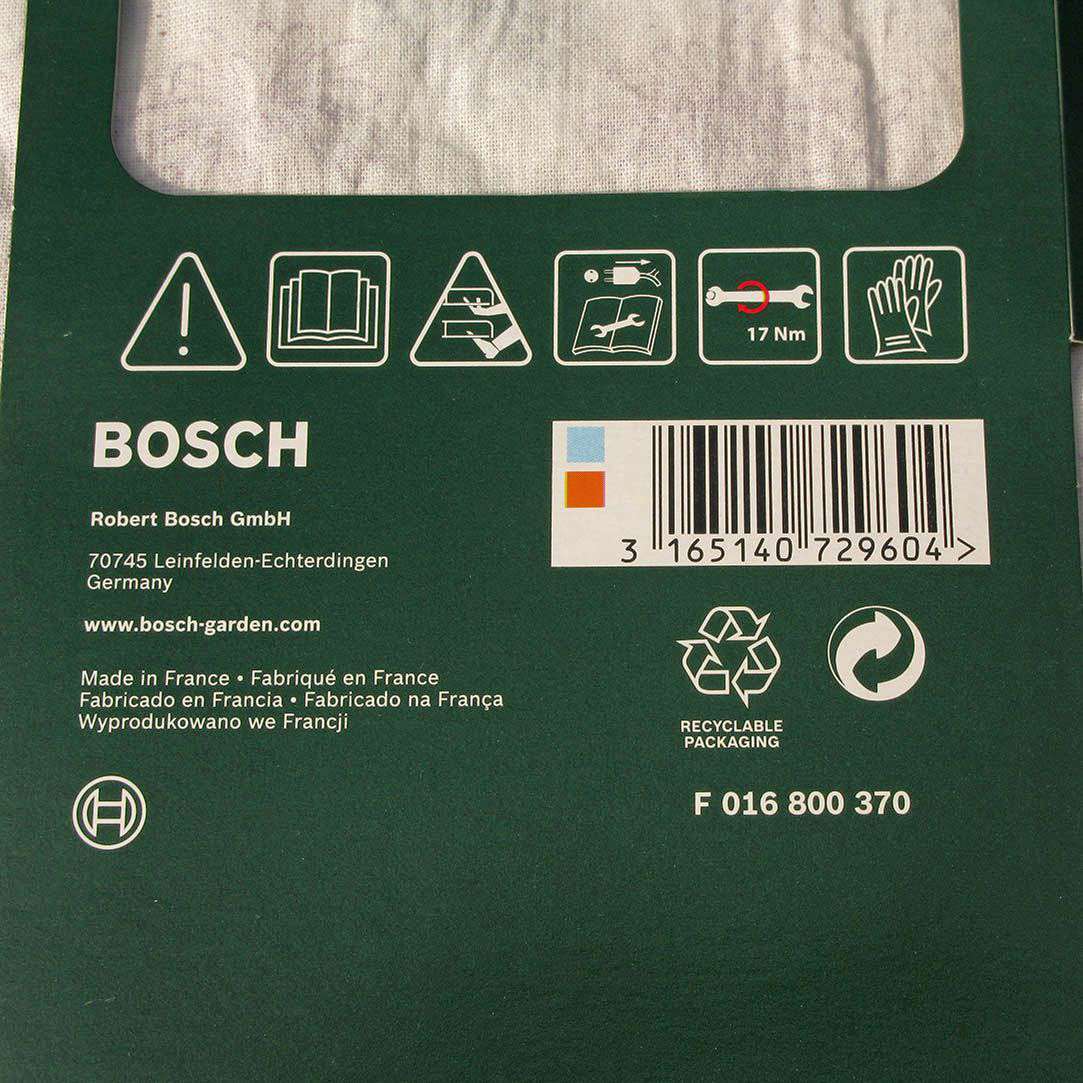 17 Nm
BOSCH
3 165140 729604 >
Robert Bosch GmbH
70745 Leinfelden-Echterdingen
Germany
www.bosch-garden.com
Made in France • Fabriqué en France
Fabricado en Francia • Fabricado na França
Wyprodukowano we Francji
RECYCLABLE
PACKAGING
F 016 800 370